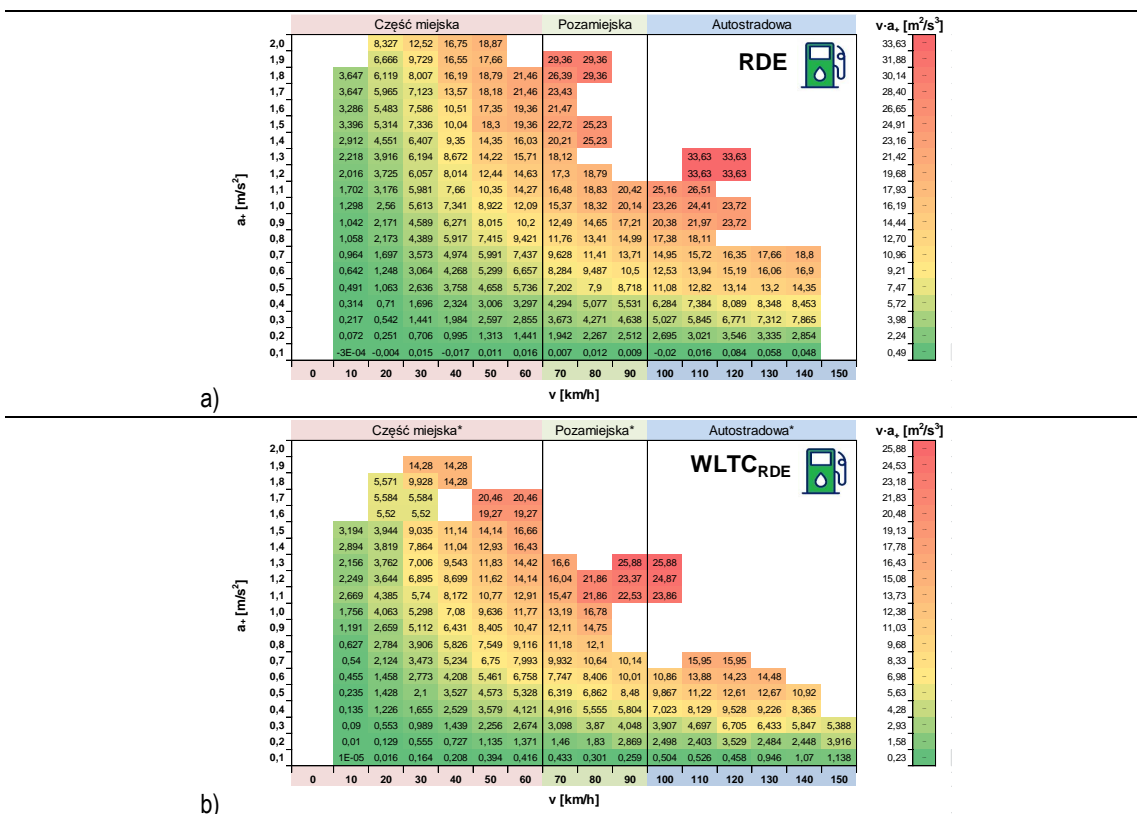 Część miejska Pozamiejska Autostradowa v·a₊ [m²/s³]
RDE
a₊ [m/s²]
2,0 8,327 12,52 16,75 18,87 33,63
1,9 6,666 9,729 16,55 17,66 29,36 29,36 31,88
1,8 3,647 6,119 8,007 16,19 18,79 21,46 26,39 29,36 30,14
1,7 3,647 5,965 7,123 13,57 18,18 21,46 23,43 28,40
1,6 3,286 5,483 7,586 10,51 17,35 19,36 21,47 26,65
1,5 3,396 5,314 7,336 10,04 18,3 19,36 22,72 25,23 24,91
1,4 2,912 4,551 6,407 9,35 14,35 16,03 20,21 25,23 23,16
1,3 2,218 3,916 6,194 8,672 14,22 15,71 18,12 33,63 33,63 21,42
1,2 2,016 3,725 6,057 8,014 12,44 14,63 17,3 18,79 33,63 33,63 19,68
1,1 1,702 3,176 5,981 7,66 10,35 14,27 16,48 18,83 20,42 25,16 26,51 17,93
1,0 1,298 2,56 5,613 7,341 8,922 12,09 15,37 18,32 20,14 23,26 24,41 23,72 16,19
0,9 1,042 2,171 4,589 6,271 8,015 10,2 12,49 14,65 17,21 20,38 21,97 23,72 14,44
0,8 1,058 2,173 4,389 5,917 7,415 9,421 11,76 13,41 14,99 17,38 18,11 12,70
0,7 0,964 1,697 3,573 4,974 5,991 7,437 9,628 11,41 13,71 14,95 15,72 16,35 17,66 18,8 10,96
0,6 0,642 1,248 3,064 4,268 5,299 6,657 8,284 9,487 10,5 12,53 13,94 15,19 16,06 16,9 9,21
0,5 0,491 1,063 2,636 3,758 4,658 5,736 7,202 7,9 8,718 11,08 12,82 13,14 13,2 14,35 7,47
0,4 0,314 0,71 1,696 2,324 3,006 3,297 4,294 5,077 5,531 6,284 7,384 8,089 8,348 8,453 5,72
0,3 0,217 0,542 1,441 1,984 2,597 2,855 3,673 4,271 4,638 5,027 5,845 6,771 7,312 7,865 3,98
0,2 0,072 0,251 0,706 0,995 1,313 1,441 1,942 2,267 2,512 2,695 3,021 3,546 3,335 2,854 2,24
0,1 -3E-04 -0,004 0,015 -0,017 0,011 0,016 0,007 0,012 0,009 -0,02 0,016 0,084 0,058 0,048 0,49
0 10 20 30 40 50 60 70 80 90 100 110 120 130 140 150
v [km/h]
a)
Część miejska* Pozamiejska* Autostradowa* v·a₊ [m²/s³]
WLTC_RDE
a₊ [m/s²]
2,0 25,88
1,9 14,28 14,28 24,53
1,8 5,571 9,928 14,28 23,18
1,7 5,584 5,584 20,46 20,46 21,83
1,6 5,52 5,52 19,27 19,27 20,48
1,5 3,194 3,944 9,035 11,14 14,14 16,66 19,13
1,4 2,894 3,819 7,864 11,04 12,93 16,43 17,78
1,3 2,156 3,762 7,006 9,543 11,83 14,42 16,6 25,88 25,88 16,43
1,2 2,249 3,644 6,895 8,699 11,62 14,14 16,04 21,86 23,37 24,87 15,08
1,1 2,669 4,385 5,74 8,172 10,77 12,91 15,47 21,86 22,53 23,86 13,73
1,0 1,756 4,063 5,298 7,08 9,636 11,77 13,19 16,78 12,38
0,9 1,191 2,659 5,112 6,431 8,405 10,47 12,11 14,75 11,03
0,8 0,627 2,784 3,906 5,826 7,549 9,116 11,18 12,1 9,68
0,7 0,54 2,124 3,473 5,234 6,75 7,993 9,932 10,64 10,14 15,95 15,95 8,33
0,6 0,455 1,458 2,773 4,208 5,461 6,758 7,747 8,406 10,01 10,86 13,88 14,23 14,48 6,98
0,5 0,235 1,428 2,1 3,527 4,573 5,328 6,319 6,862 8,48 9,867 11,22 12,61 12,67 10,92 5,63
0,4 0,135 1,226 1,655 2,529 3,579 4,121 4,916 5,555 5,804 7,023 8,129 9,528 9,226 8,365 4,28
0,3 0,09 0,553 0,989 1,439 2,256 2,674 3,098 3,87 4,048 3,907 4,697 6,705 6,433 5,847 5,388 2,93
0,2 0,01 0,129 0,555 0,727 1,135 1,371 1,46 1,83 2,869 2,498 2,403 3,529 2,484 2,448 3,916 1,58
0,1 1E-05 0,016 0,164 0,208 0,394 0,416 0,433 0,301 0,259 0,504 0,526 0,458 0,946 1,07 1,138 0,23
0 10 20 30 40 50 60 70 80 90 100 110 120 130 140 150
v [km/h]
b)